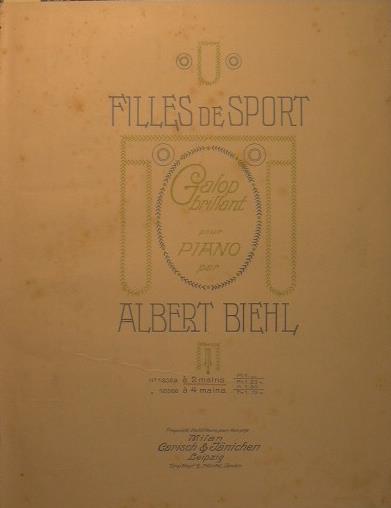 FILLES DE SPORT
Galop
brillant
pour
PIANO
par
ALBERT BIEHL
à 2 mains
à 4 mains
Milan
Carisch & Jänichen
Leipzig